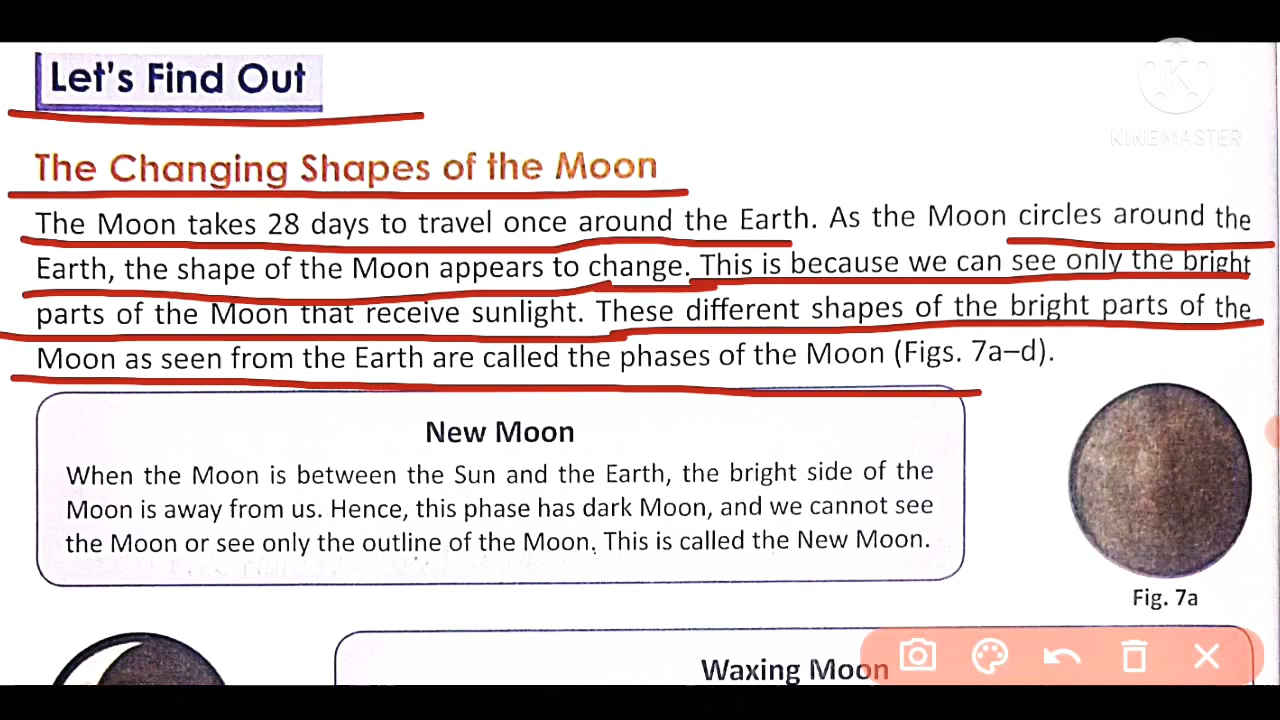 Let's Find Out
KINEMASTER
The Changing Shapes of the Moon
The Moon takes 28 days to travel once around the Earth. As the Moon circles around the
Earth, the shape of the Moon appears to change. This is because we can see only the bright
parts of the Moon that receive sunlight. These different shapes of the bright parts of the
Moon as seen from the Earth are called the phases of the Moon (Figs. 7a–d).
New Moon
When the Moon is between the Sun and the Earth, the bright side of the
Moon is away from us. Hence, this phase has dark Moon, and we cannot see
the Moon or see only the outline of the Moon. This is called the New Moon.
Fig. 7a
Waxing Moon